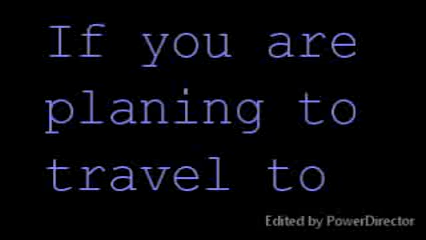 If you are
planing to
travel to
Edited by PowerDirector